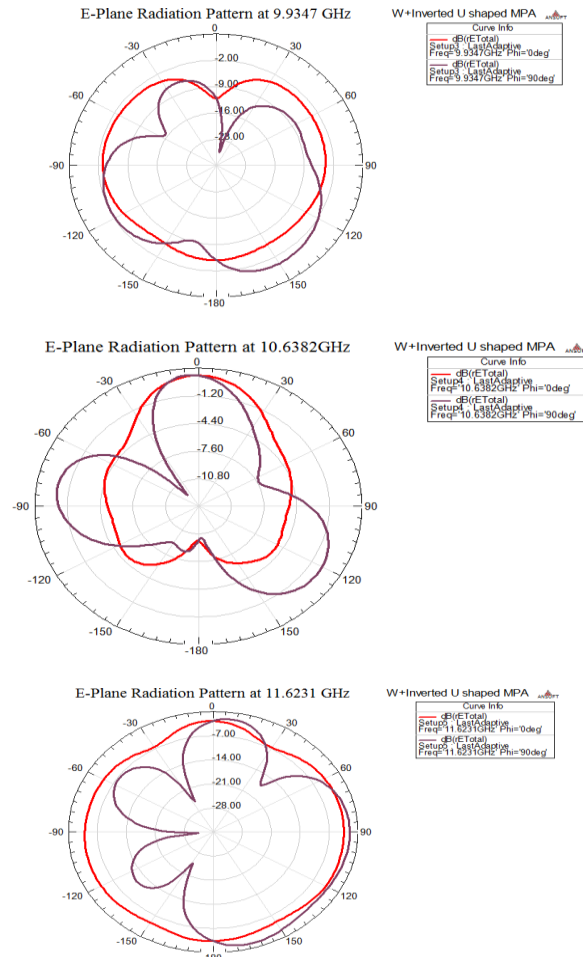 E-Plane Radiation Pattern at 9.9347 GHz
W+Inverted U shaped MPA
ANSOFT
Curve Info
dB(rETotal)
Setup3 : LastAdaptive
Freq='9.9347GHz' Phi='0deg'
dB(rETotal)
Setup3 : LastAdaptive
Freq='9.9347GHz' Phi='90deg'
0
-30
30
-2.00
-60
60
-9.00
-16.00
-23.00
-90
90
-120
120
-150
150
-180
E-Plane Radiation Pattern at 10.6382GHz
W+Inverted U shaped MPA
ANSOFT
Curve Info
dB(rETotal)
Setup4 : LastAdaptive
Freq='10.6382GHz' Phi='0deg'
dB(rETotal)
Setup4 : LastAdaptive
Freq='10.6382GHz' Phi='90deg'
0
-30
30
-1.20
-60
60
-4.40
-7.60
-10.80
-90
90
-120
120
-150
150
-180
E-Plane Radiation Pattern at 11.6231 GHz
W+Inverted U shaped MPA
ANSOFT
Curve Info
dB(rETotal)
Setup5 : LastAdaptive
Freq='11.6231GHz' Phi='0deg'
dB(rETotal)
Setup5 : LastAdaptive
Freq='11.6231GHz' Phi='90deg'
0
-30
30
-7.00
-60
60
-14.00
-21.00
-28.00
-90
90
-120
120
-150
150
-180